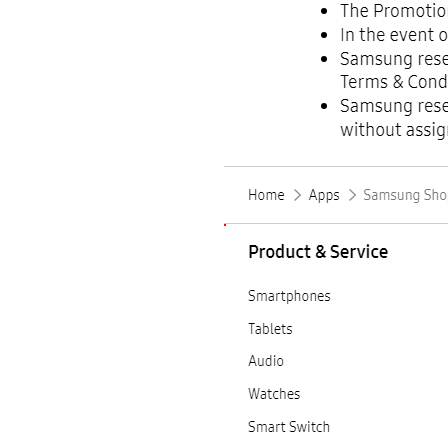 The Promotio
In the event o
Samsung rese
Terms & Cond
Samsung rese
without assig
Home > Apps > Samsung Sho
Product & Service
Smartphones
Tablets
Audio
Watches
Smart Switch